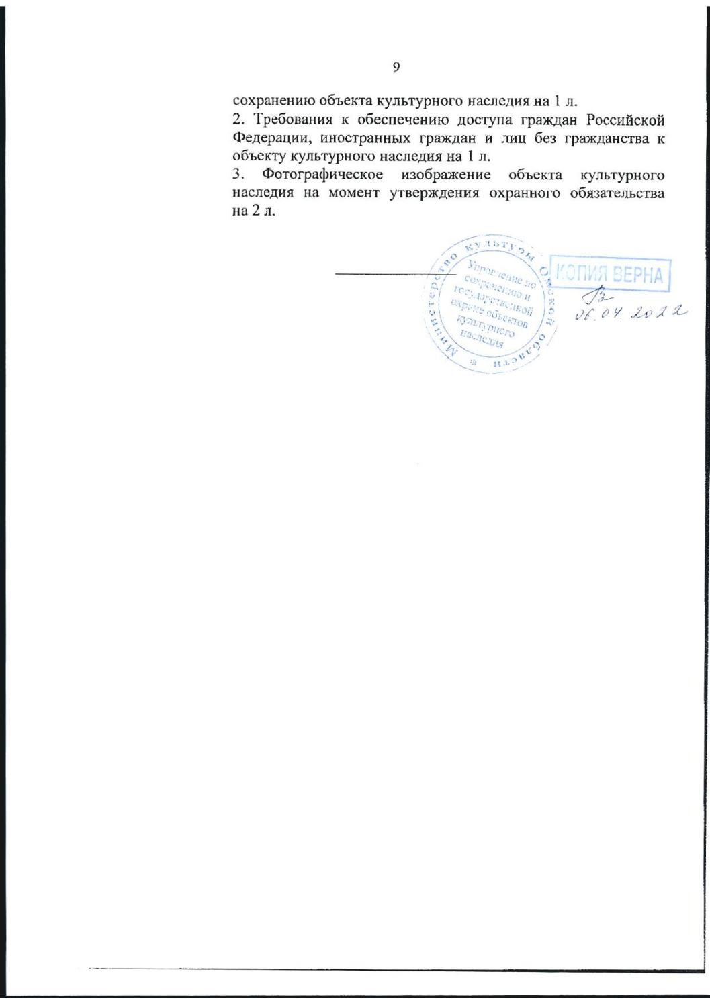 9
сохранению объекта культурного наследия на 1 л.
2. Требования к обеспечению доступа граждан Российской
Федерации, иностранных граждан и лиц без гражданства к
объекту культурного наследия на 1 л.
3. Фотографическое изображение объекта культурного
наследия на момент утверждения охранного обязательства
на 2 л.
Министерство культуры Омской области *
Управление по
сохранению и
государственной
охране объектов
культурного
наследия
КОПИЯ ВЕРНА
06.04.2022